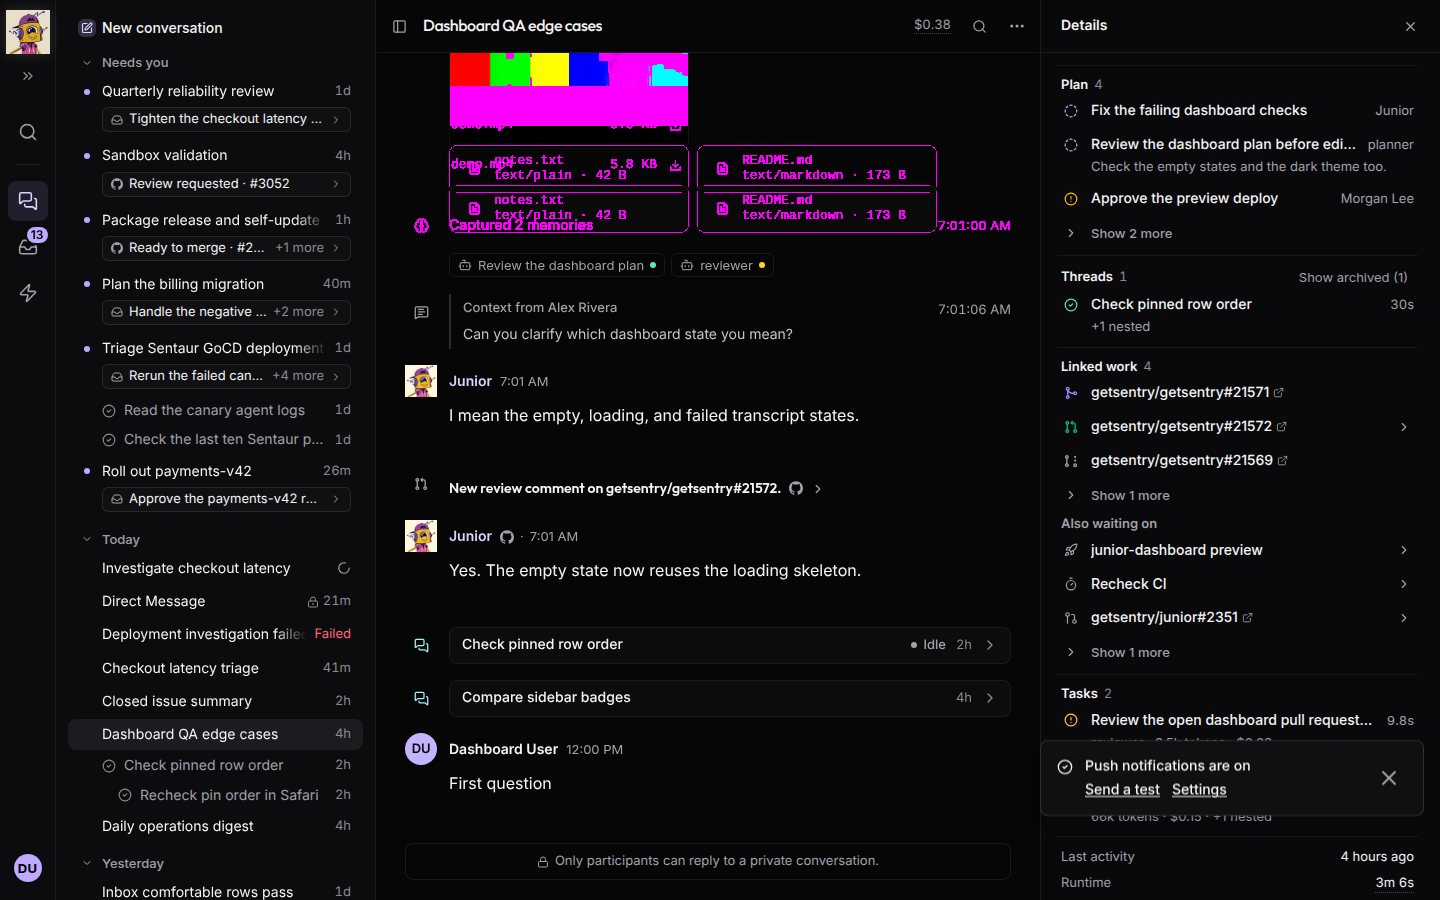 New conversation
Needs you
Quarterly reliability review 1d
Tighten the checkout latency ...
Sandbox validation 4h
Review requested · #3052
Package release and self-update 1h
Ready to merge · #2... +1 more
13
Plan the billing migration 40m
Handle the negative ... +2 more
Triage Sentaur GoCD deployment 1d
Rerun the failed can... +4 more
Read the canary agent logs 1d
Check the last ten Sentaur p... 1d
Roll out payments-v42 26m
Approve the payments-v42 r...
Today
Investigate checkout latency
Direct Message 21m
Deployment investigation failed Failed
Checkout latency triage 41m
Closed issue summary 2h
Dashboard QA edge cases 4h
Check pinned row order 2h
Recheck pin order in Safari 2h
Daily operations digest 4h
Yesterday
Inbox comfortable rows pass 1d
DU
Dashboard QA edge cases $0.38
demo.mp4 5.8 KB
notes.txt
text/plain · 42 B
README.md
text/markdown · 173 B
notes.txt
text/plain · 42 B
README.md
text/markdown · 173 B
Captured 2 memories 7:01:00 AM
Review the dashboard plan reviewer
Context from Alex Rivera 7:01:06 AM
Can you clarify which dashboard state you mean?
Junior 7:01 AM
I mean the empty, loading, and failed transcript states.
New review comment on getsentry/getsentry#21572.
Junior · 7:01 AM
Yes. The empty state now reuses the loading skeleton.
Check pinned row order Idle 2h
Compare sidebar badges 4h
DU Dashboard User 12:00 PM
First question
Only participants can reply to a private conversation.
Details
Plan 4
Fix the failing dashboard checks Junior
Review the dashboard plan before edi... planner
Check the empty states and the dark theme too.
Approve the preview deploy Morgan Lee
Show 2 more
Threads 1 Show archived (1)
Check pinned row order 30s
+1 nested
Linked work 4
getsentry/getsentry#21571
getsentry/getsentry#21572
getsentry/getsentry#21569
Show 1 more
Also waiting on
junior-dashboard preview
Recheck CI
getsentry/junior#2351
Show 1 more
Tasks 2
Review the open dashboard pull request... 9.8s
Push notifications are on
Send a test Settings
66k tokens · $0.15 · +1 nested
Last activity 4 hours ago
Runtime 3m 6s